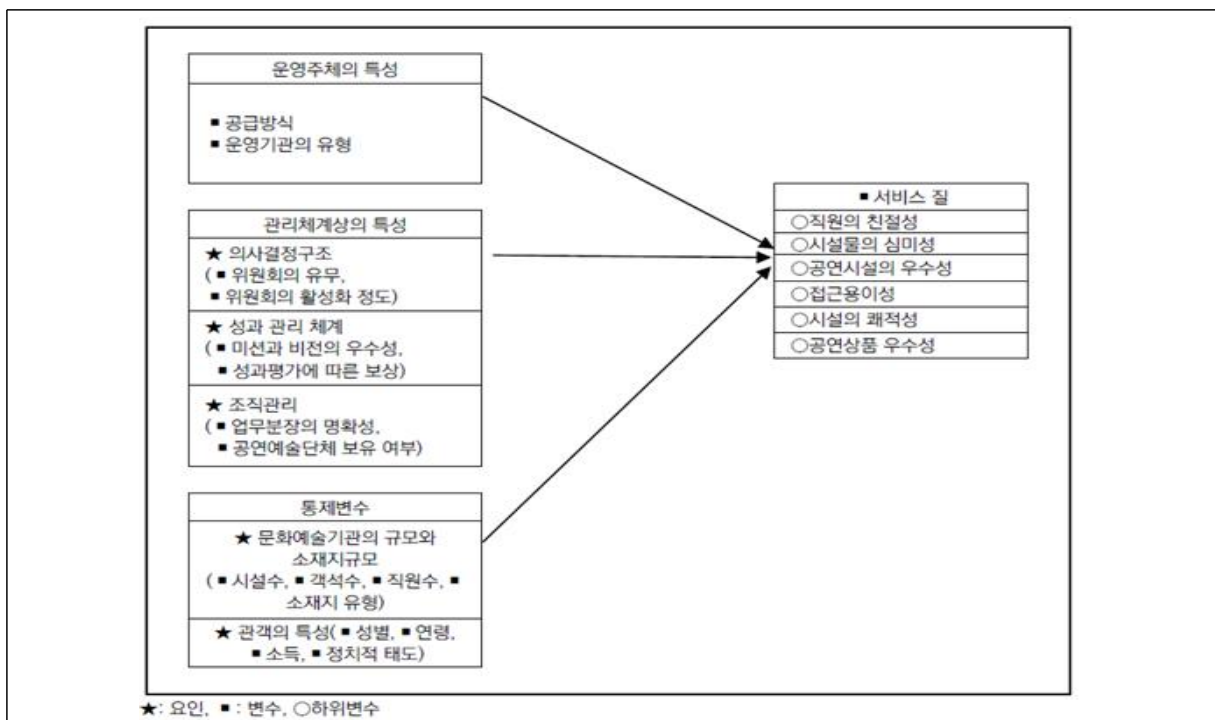 운영주체의 특성
■ 공급방식
■ 운영기관의 유형
관리체계상의 특성
★ 의사결정구조
( ■ 위원회의 유무,
■ 위원회의 활성화 정도)
★ 성과 관리 체계
( ■ 미선과 비전의 우수성,
■ 성과평가에 따른 보상)
★ 조직관리
( ■ 업무분장의 명확성,
■ 공연예술단체 보유 여부)
통제변수
★ 문화예술기관의 규모와
소재지규모
( ■ 시설수, ■ 객석수, ■ 직원수, ■
소재지 유형)
★ 관객의 특성( ■ 성별, ■ 연령,
■ 소득, ■ 정치적 태도)
■ 서비스 질
○직원의 친절성
○시설물의 심미성
○공연시설의 우수성
○접근용이성
○시설의 쾌적성
○공연상품 우수성
★: 요인, ■ : 변수, ○하위변수